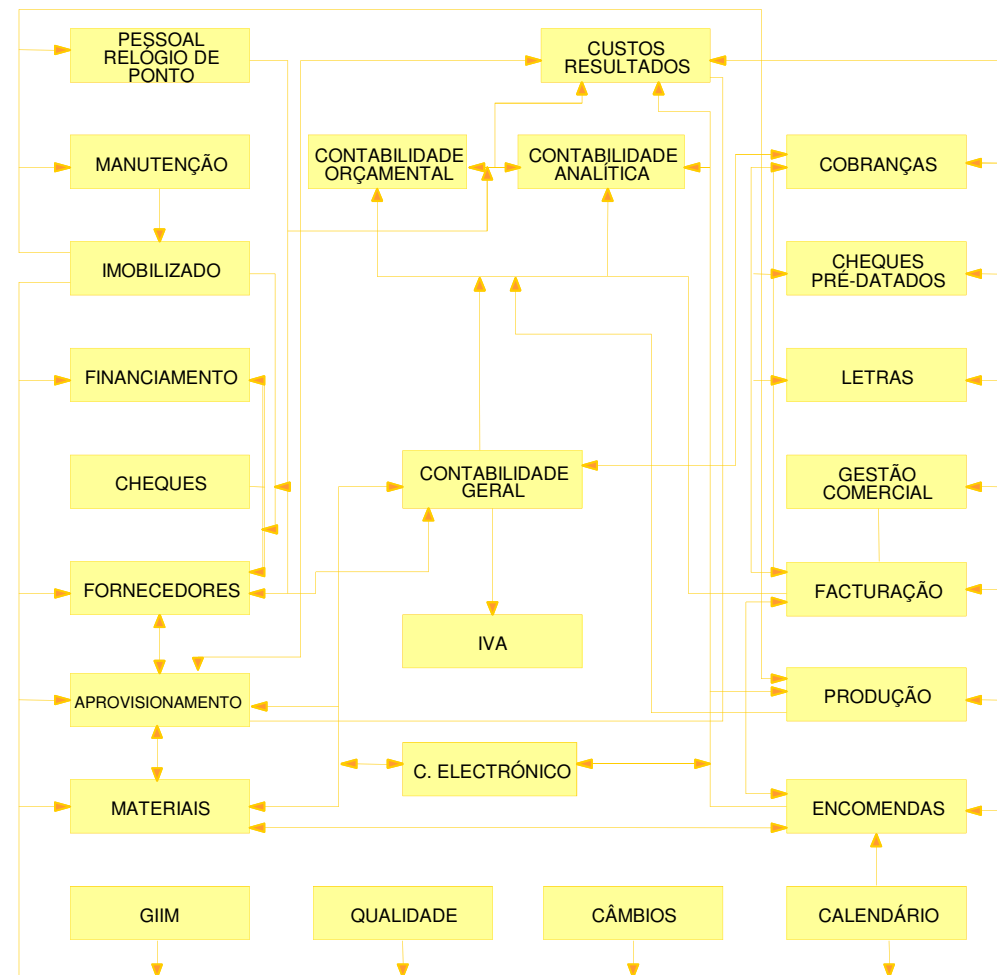 PESSOAL
RELÓGIO DE
PONTO
CUSTOS
RESULTADOS
MANUTENÇÃO
CONTABILIDADE
ORÇAMENTAL
CONTABILIDADE
ANALÍTICA
COBRANÇAS
IMOBILIZADO
CHEQUES
PRÉ-DATADOS
FINANCIAMENTO
LETRAS
CHEQUES
CONTABILIDADE
GERAL
GESTÃO
COMERCIAL
FORNECEDORES
FACTURAÇÃO
IVA
APROVISIONAMENTO
PRODUÇÃO
C. ELECTRÓNICO
MATERIAIS
ENCOMENDAS
GIIM
QUALIDADE
CÂMBIOS
CALENDÁRIO